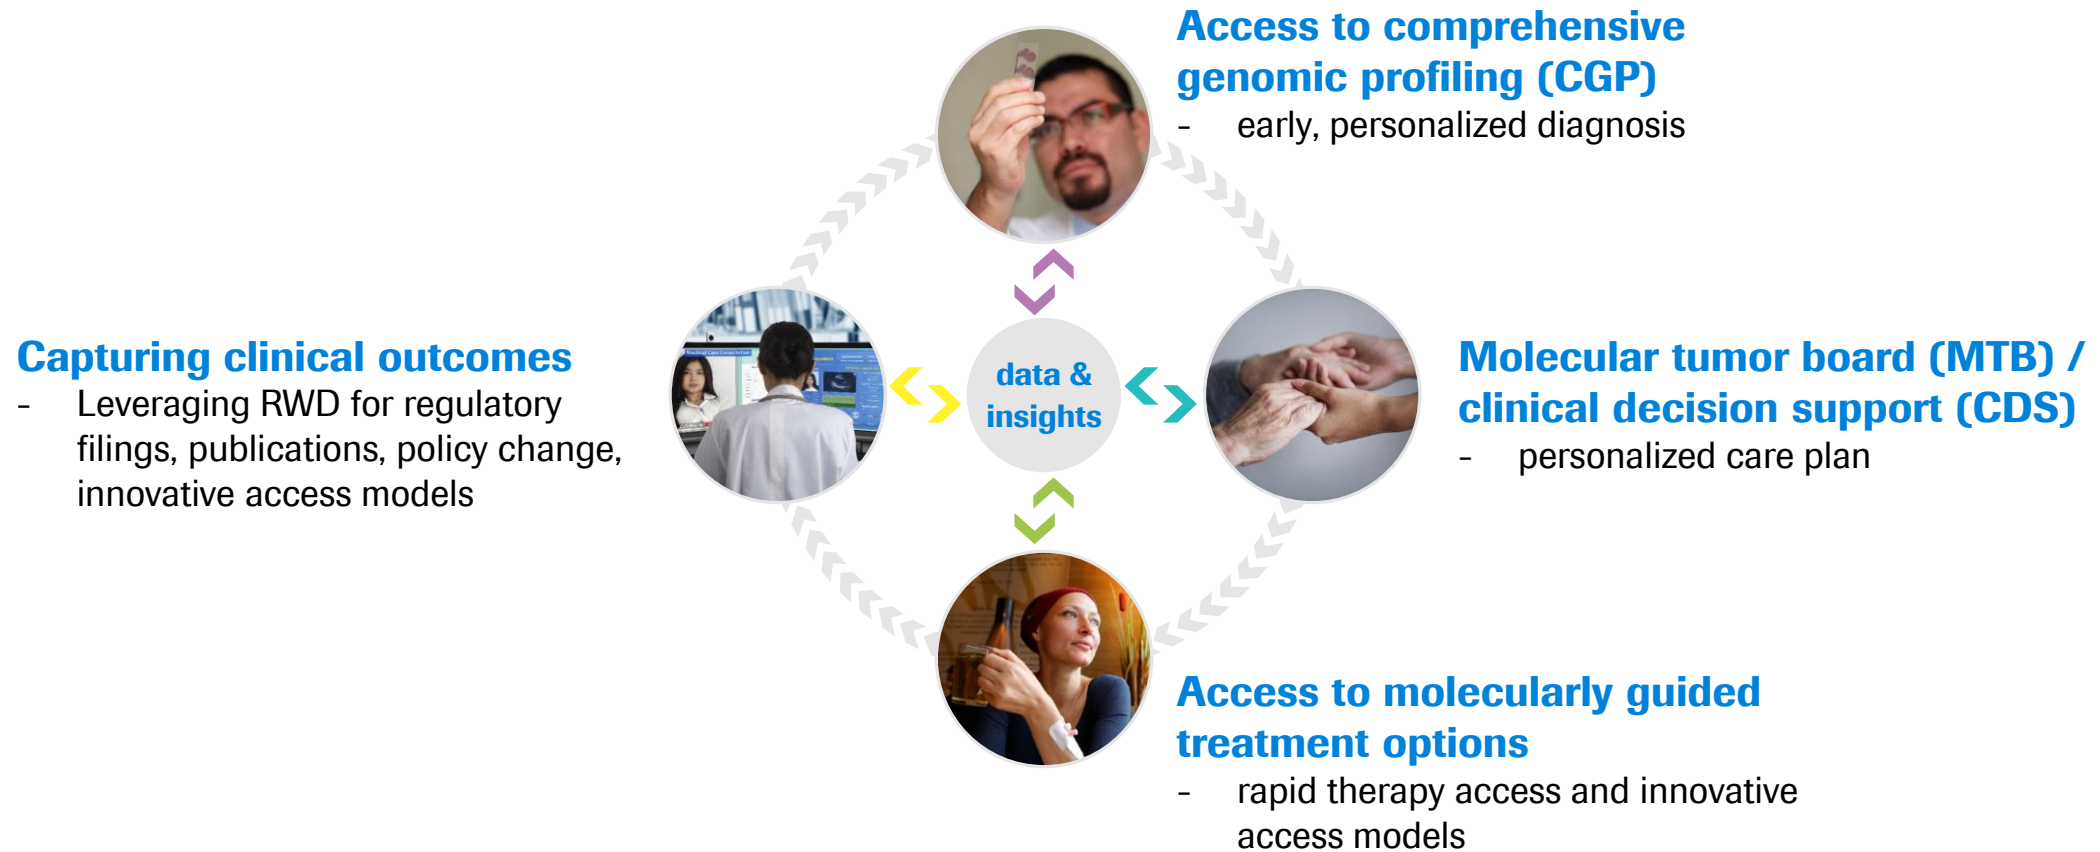 Access to comprehensive
genomic profiling (CGP)
- early, personalized diagnosis
Capturing clinical outcomes
- Leveraging RWD for regulatory
filings, publications, policy change,
innovative access models
data &
insights
Molecular tumor board (MTB) /
clinical decision support (CDS)
- personalized care plan
Access to molecularly guided
treatment options
- rapid therapy access and innovative
access models